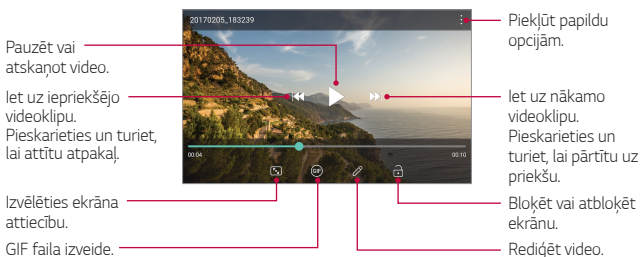 20170205_183239
Piekļūt papildu
opcijām.
Pauzēt vai
atskaņot video.
Iet uz iepriekšējo
videoklipu.
Pieskarieties un turiet,
lai attītu atpakaļ.
Iet uz nākamo
videoklipu.
Pieskarieties un
turiet, lai pārtītu uz
priekšu.
00:04
00:10
GIF
Izvēlēties ekrāna
attiecību.
Bloķēt vai atbloķēt
ekrānu.
GIF faila izveide.
Rediģēt video.